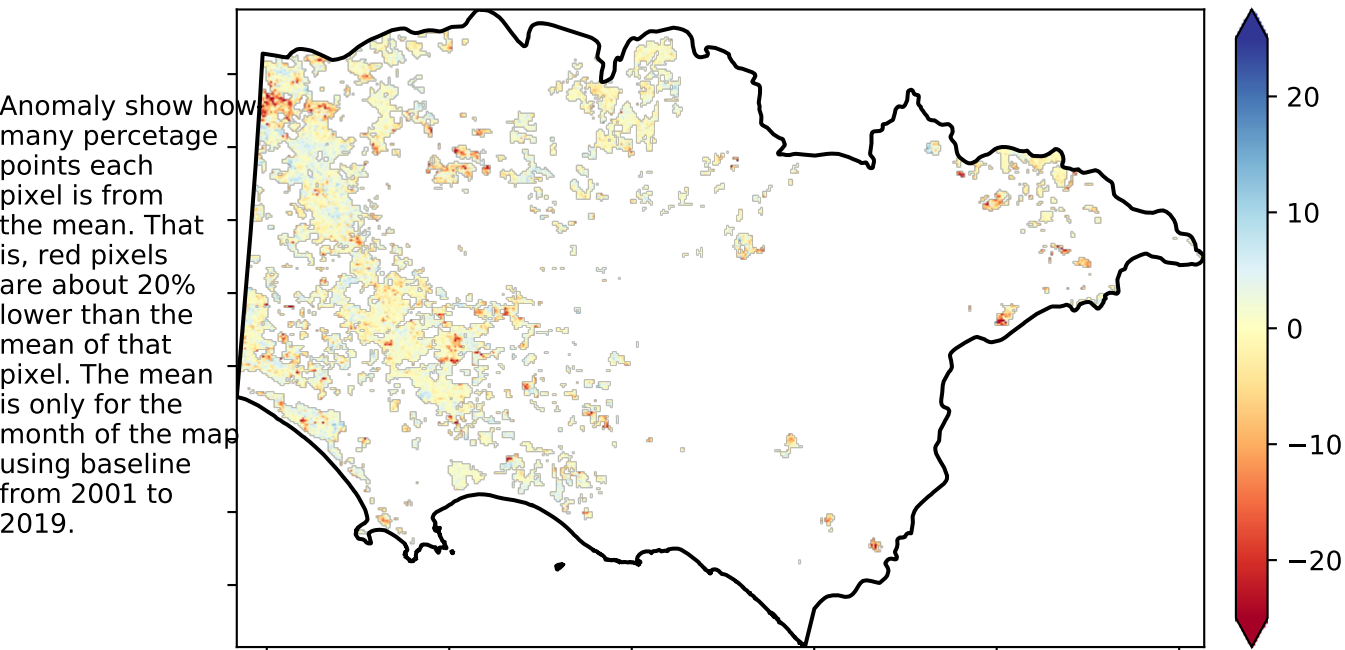 Anomaly show how
many percetage
points each
pixel is from
the mean. That
is, red pixels
are about 20%
lower than the
mean of that
pixel. The mean
is only for the
month of the map
using baseline
from 2001 to
2019.
20
10
0
−10
−20